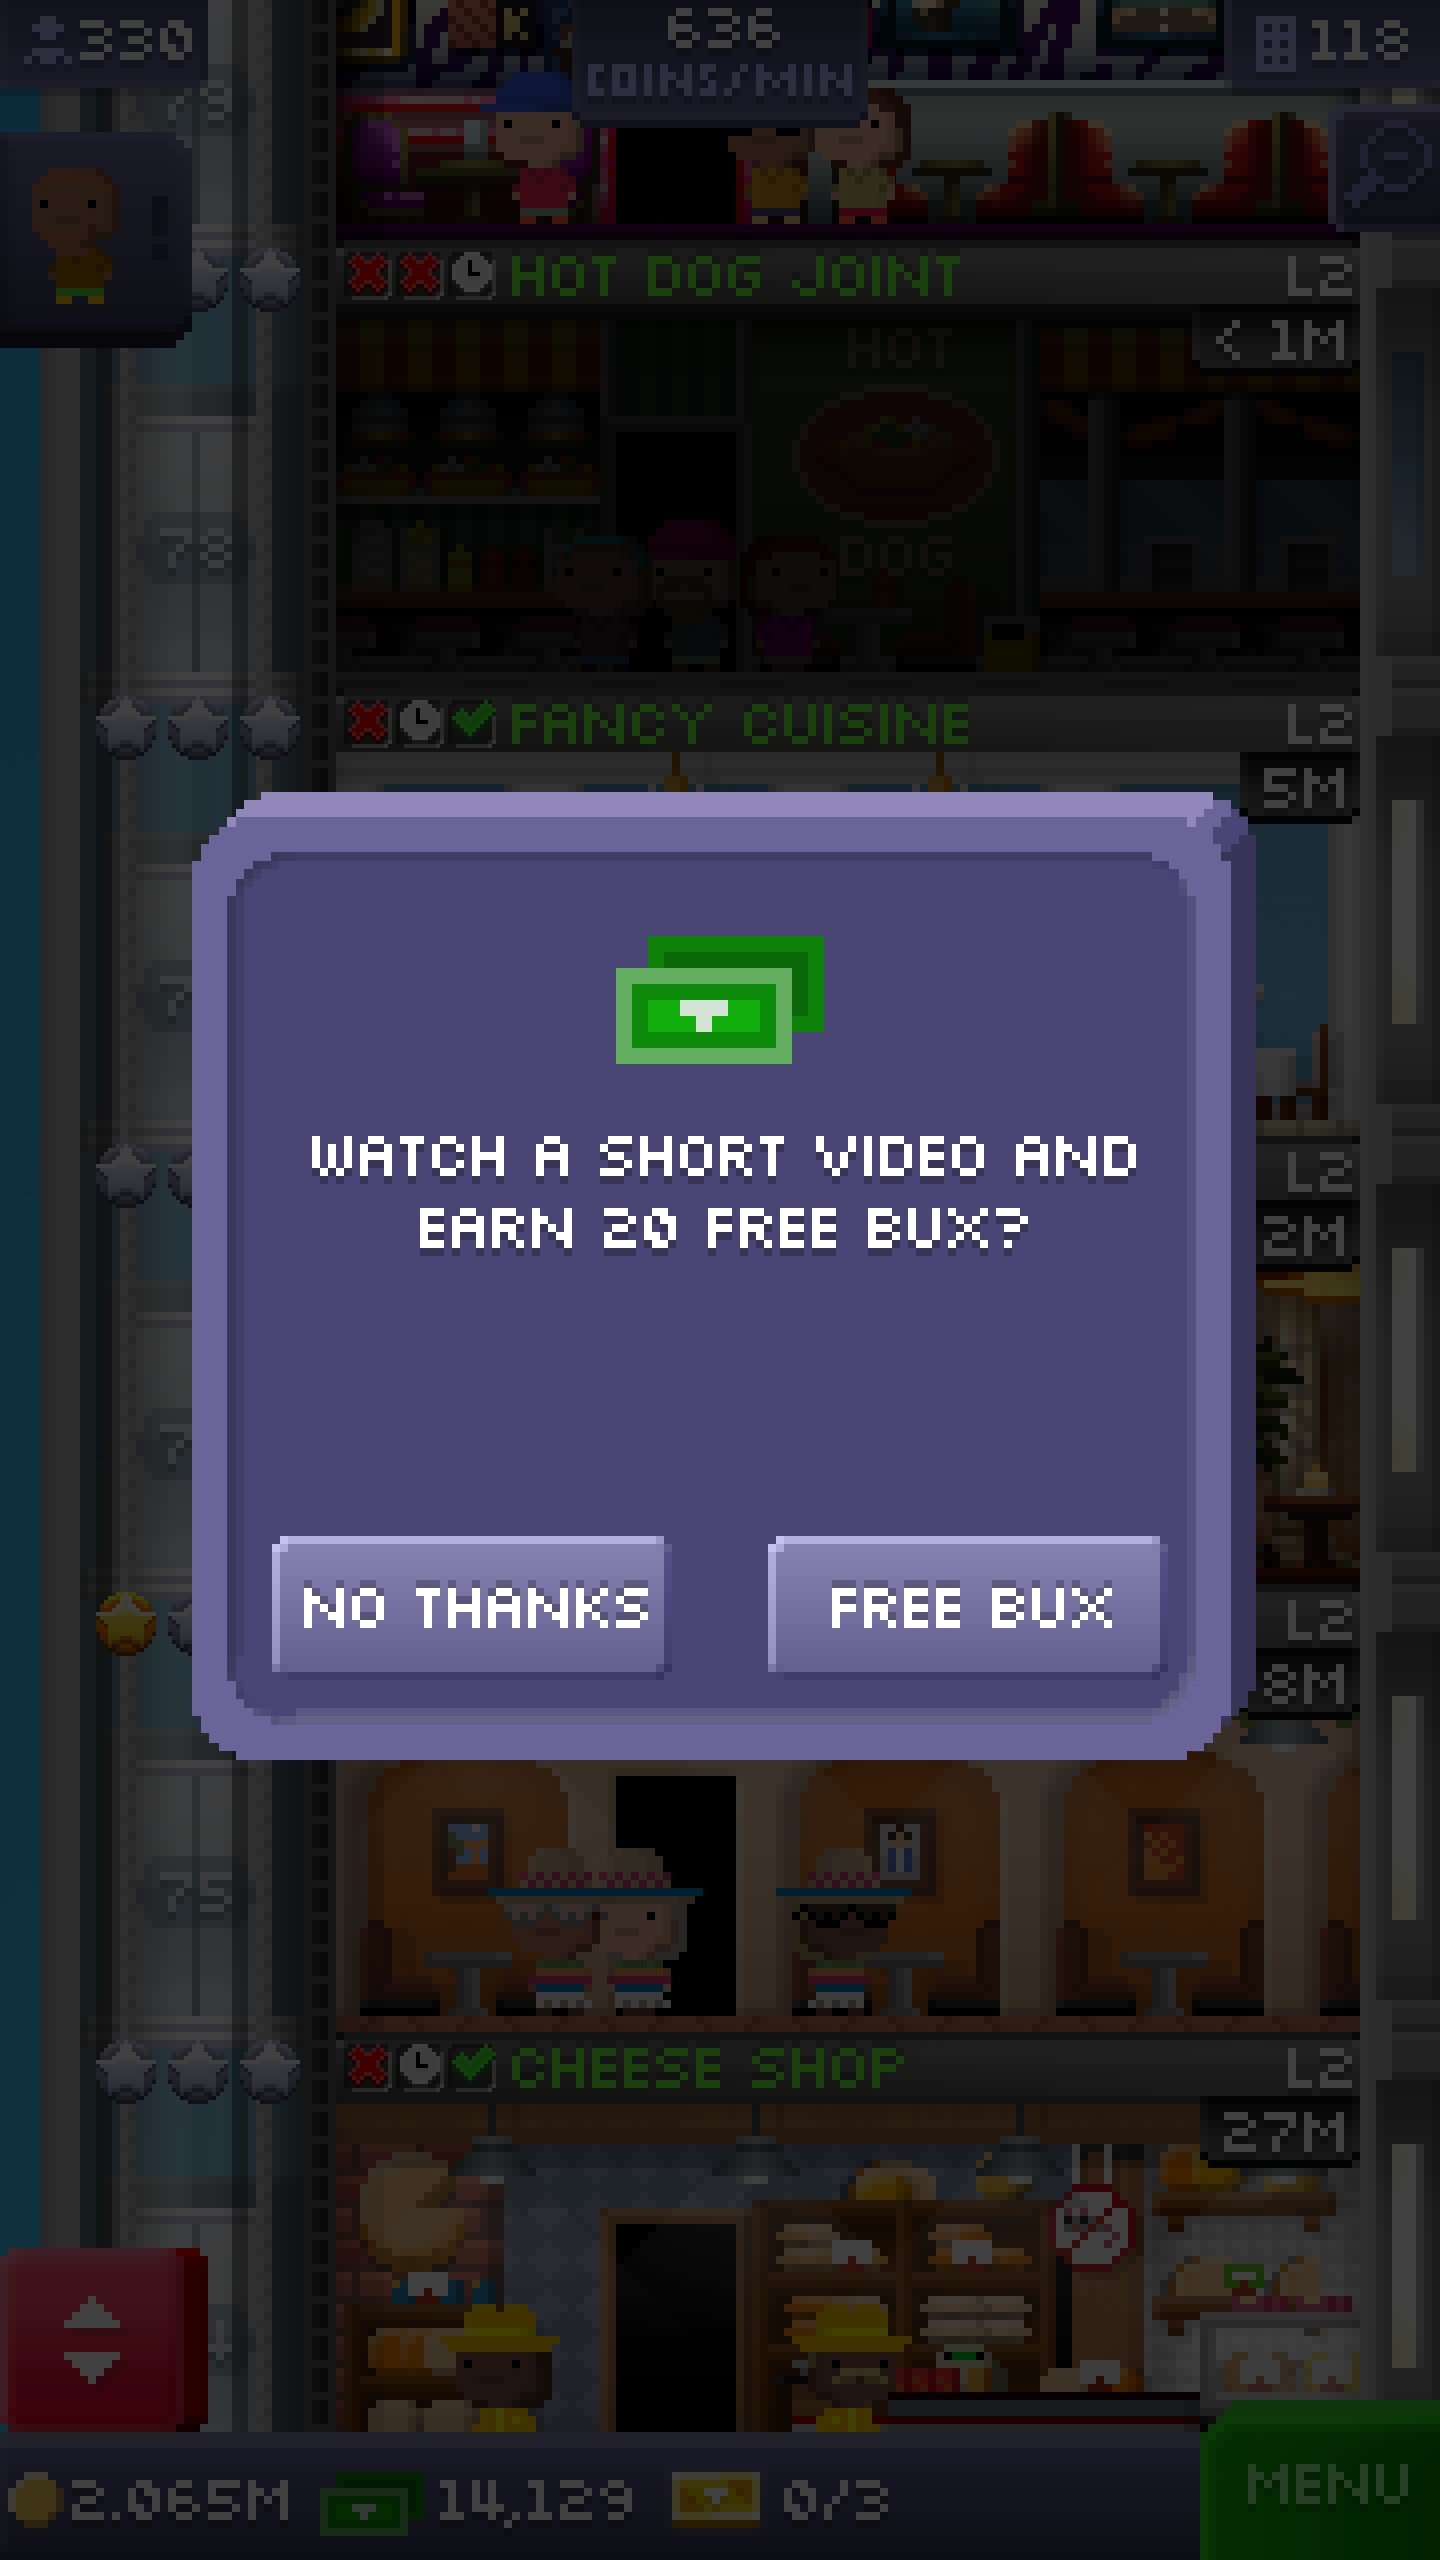 330
636
COINS/MIN
118
79
HOT DOG JOINT
L2
< 1M
HOT
DOG
78
FANCY CUISINE
L2
5M
WATCH A SHORT VIDEO AND
EARN 20 FREE BUX?
L2
2M
NO THANKS
FREE BUX
L2
8M
75
CHEESE SHOP
L2
27M
2.065M
14,129
0/3
MENU